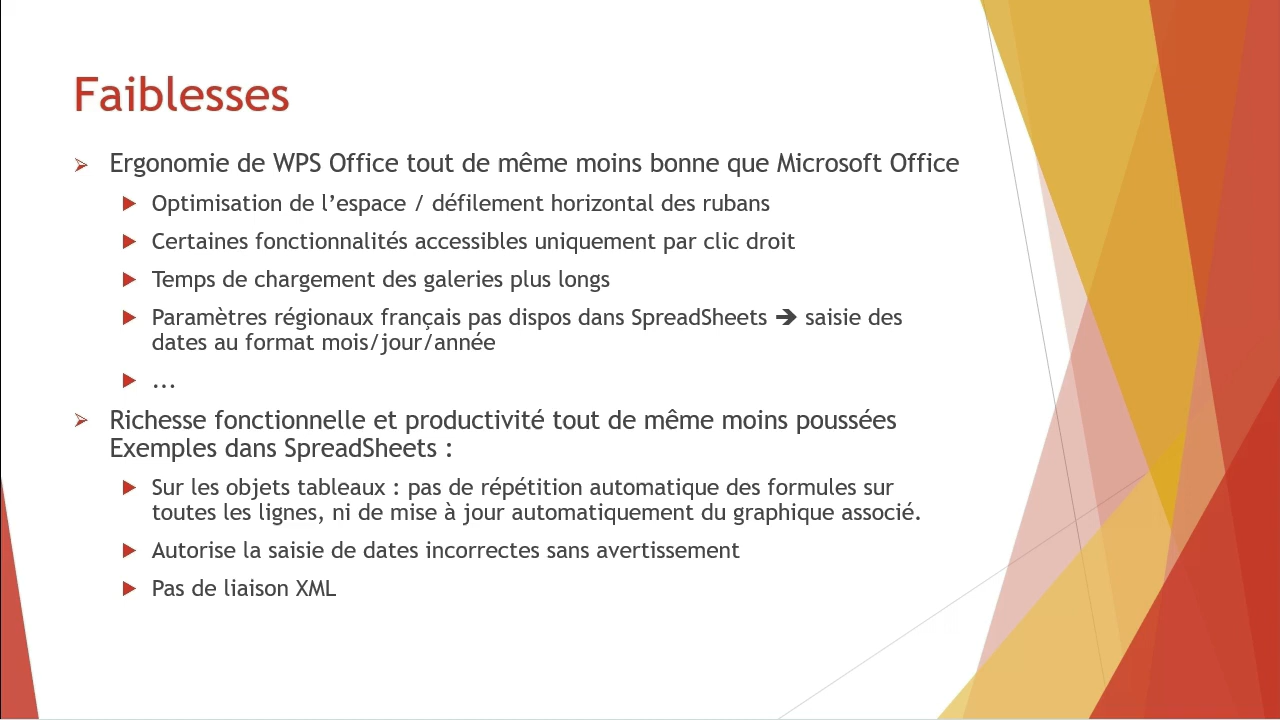 Faiblesses
Ergonomie de WPS Office tout de même moins bonne que Microsoft Office
Optimisation de l’espace / défilement horizontal des rubans
Certaines fonctionnalités accessibles uniquement par clic droit
Temps de chargement des galeries plus longs
Paramètres régionaux français pas dispos dans SpreadSheets ➔ saisie des
dates au format mois/jour/année
...
Richesse fonctionnelle et productivité tout de même moins poussées
Exemples dans SpreadSheets :
Sur les objets tableaux : pas de répétition automatique des formules sur
toutes les lignes, ni de mise à jour automatiquement du graphique associé.
Autorise la saisie de dates incorrectes sans avertissement
Pas de liaison XML